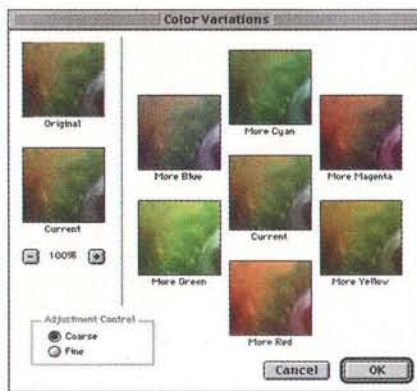 Color Variations
Original
Current
- 100% +
Adjustment Control
Coarse
Fine
More Cyan
More Blue
More Magenta
Current
More Green
More Yellow
More Red
Cancel
OK